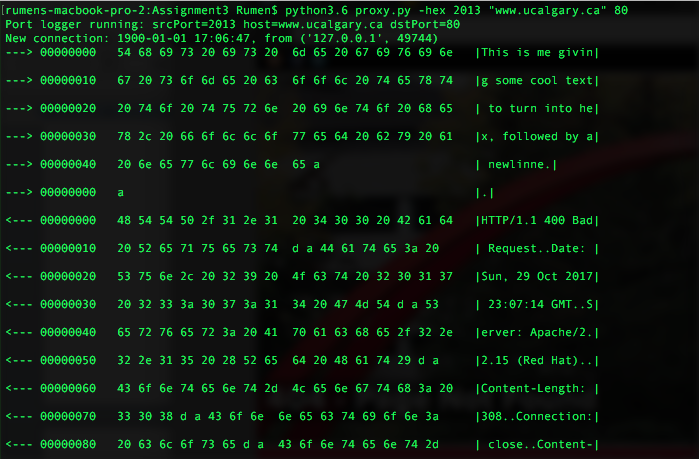 [rumens-macbook-pro-2:Assignment3 Rumen$ python3.6 proxy.py -hex 2013 "www.ucalgary.ca" 80
Port logger running: srcPort=2013 host=www.ucalgary.ca dstPort=80
New connection: 1900-01-01 17:06:47, from ('127.0.0.1', 49744)
---> 00000000   54 68 69 73 20 69 73 20  6d 65 20 67 69 76 69 6e   |This is me givin|
---> 00000010   67 20 73 6f 6d 65 20 63  6f 6f 6c 20 74 65 78 74   |g some cool text|
---> 00000020   20 74 6f 20 74 75 72 6e  20 69 6e 74 6f 20 68 65   | to turn into he|
---> 00000030   78 2c 20 66 6f 6c 6c 6f  77 65 64 20 62 79 20 61   |x, followed by a|
---> 00000040   20 6e 65 77 6c 69 6e 6e  65 a   | newlinne.|
---> 00000000   a   |.|
<--- 00000000   48 54 54 50 2f 31 2e 31  20 34 30 30 20 42 61 64   |HTTP/1.1 400 Bad|
<--- 00000010   20 52 65 71 75 65 73 74  d a 44 61 74 65 3a 20   | Request..Date: |
<--- 00000020   53 75 6e 2c 20 32 39 20  4f 63 74 20 32 30 31 37   |Sun, 29 Oct 2017|
<--- 00000030   20 32 33 3a 30 37 3a 31  34 20 47 4d 54 d a 53   | 23:07:14 GMT..S|
<--- 00000040   65 72 76 65 72 3a 20 41  70 61 63 68 65 2f 32 2e   |erver: Apache/2.|
<--- 00000050   32 2e 31 35 20 28 52 65  64 20 48 61 74 29 d a   |2.15 (Red Hat)..|
<--- 00000060   43 6f 6e 74 65 6e 74 2d  4c 65 6e 67 74 68 3a 20   |Content-Length: |
<--- 00000070   33 30 38 d a 43 6f 6e  6e 65 63 74 69 6f 6e 3a   |308..Connection:|
<--- 00000080   20 63 6c 6f 73 65 d a  43 6f 6e 74 65 6e 74 2d   | close..Content-|